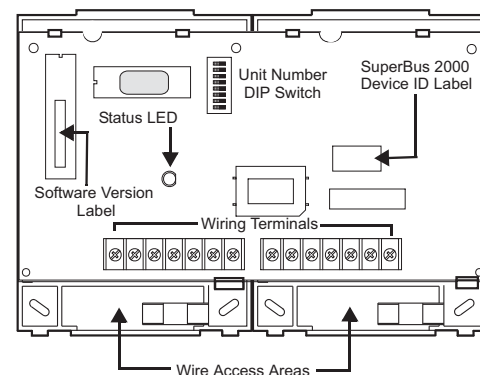 Unit Number
DIP Switch
SuperBus 2000
Device ID Label
Status LED
Software Version
Label
Wiring Terminals
Wire Access Areas